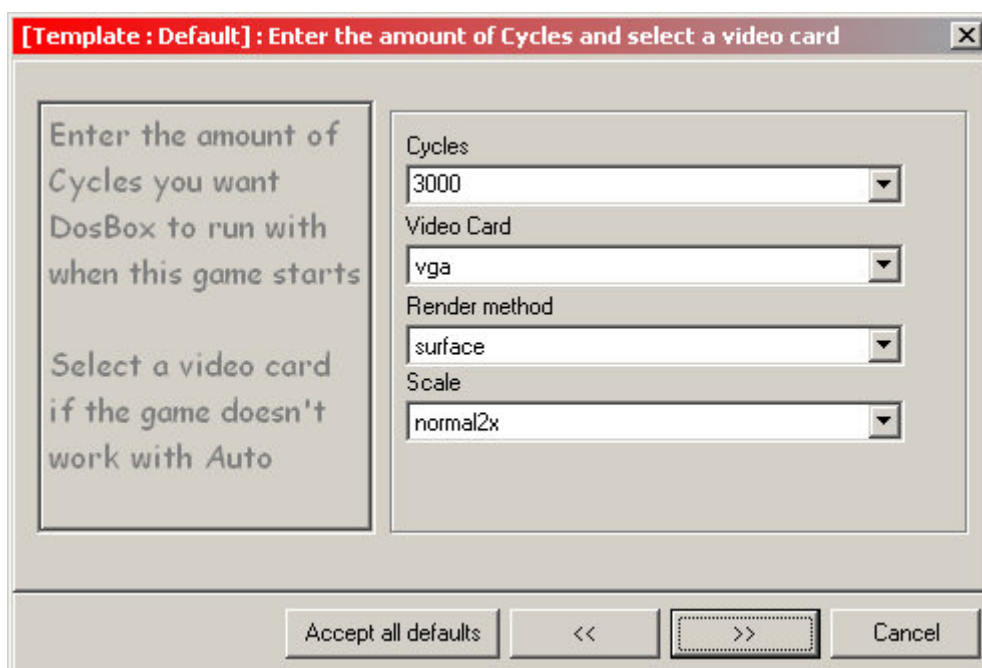 [Template : Default] : Enter the amount of Cycles and select a video card
Enter the amount of
Cycles you want
DosBox to run with
when this game starts
Select a video card
if the game doesn't
work with Auto
Cycles
3000
Video Card
vga
Render method
surface
Scale
normal2x
Accept all defaults
<<
>>
Cancel